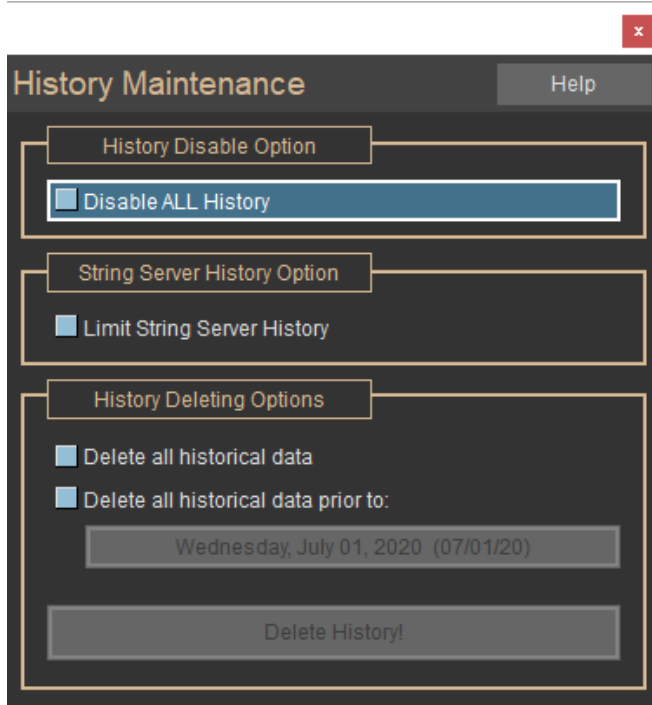 x
History Maintenance
Help
History Disable Option
Disable ALL History
String Server History Option
Limit String Server History
History Deleting Options
Delete all historical data
Delete all historical data prior to:
Wednesday, July 01, 2020 (07/01/20)
Delete History!